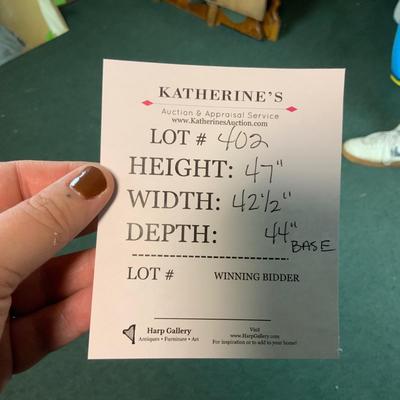 KATHERINE'S
Auction & Appraisal Service
www.KatherinesAuction.com
LOT # 402
HEIGHT: 47"
WIDTH: 42½"
DEPTH: 44"
BASE
LOT # WINNING BIDDER
Harp Gallery
Antiques • Furniture • Art
Visit
www.HarpGallery.com
For inspiration or to add to your home!